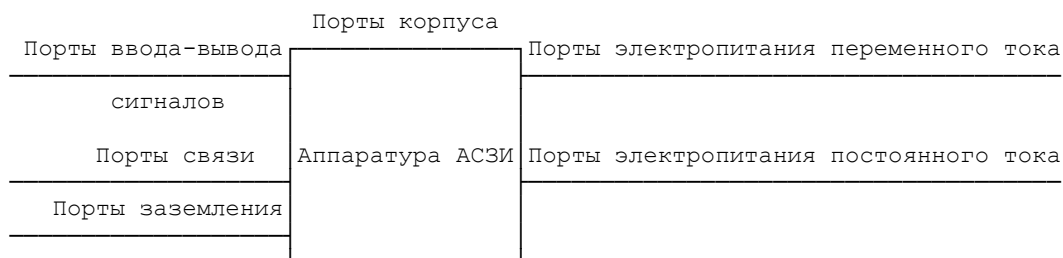 Порты корпуса
Порты ввода-вывода Порты электропитания переменного тока
сигналов
Порты связи Аппаратура АСЗИ Порты электропитания постоянного тока
Порты заземления